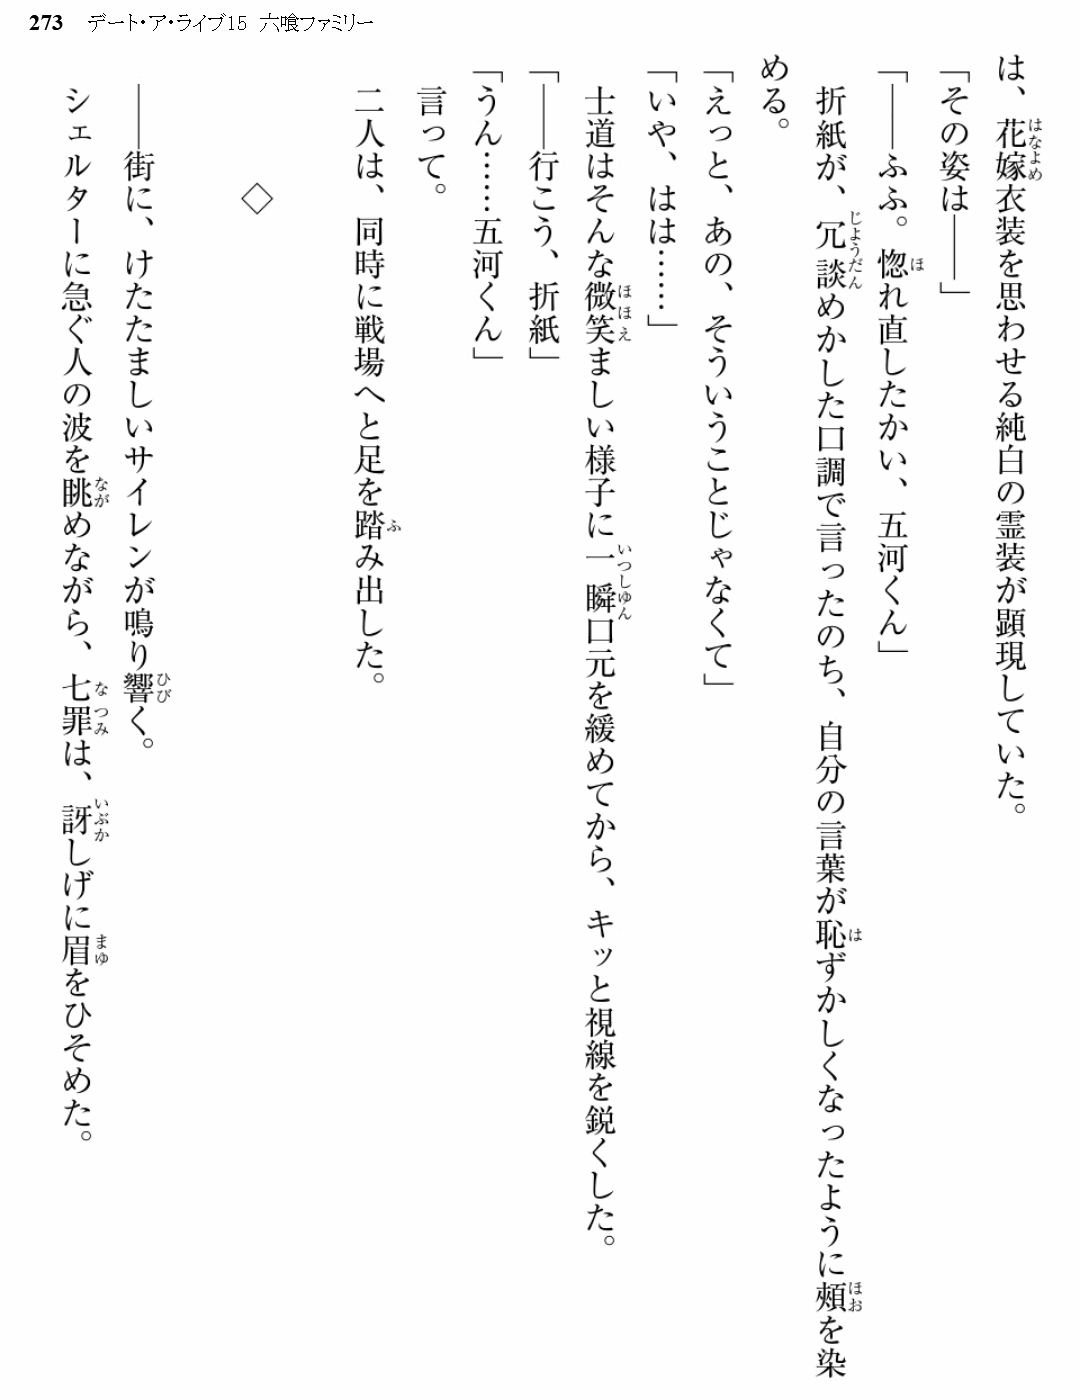 273 デート・ア・ライブ15 六喰ファミリー
は、花嫁衣装を思わせる純白の霊装が顕現していた。
「その姿は――」
「――ふふ。惚れ直したかい、五河くん」
折紙が、冗談めかした口調で言ったのち、自分の言葉が恥ずかしくなったように頰を染
める。
「えっと、あの、そういうことじゃなくて」
「いや、はは……」
士道はそんな微笑ましい様子に一瞬口元を緩めてから、キッと視線を鋭くした。
「――行こう、折紙」
「うん……五河くん」
言って。
二人は、同時に戦場へと足を踏み出した。
◇
――街に、けたたましいサイレンが鳴り響く。
シェルターに急ぐ人の波を眺めながら、七罪は、訝しげに眉をひそめた。